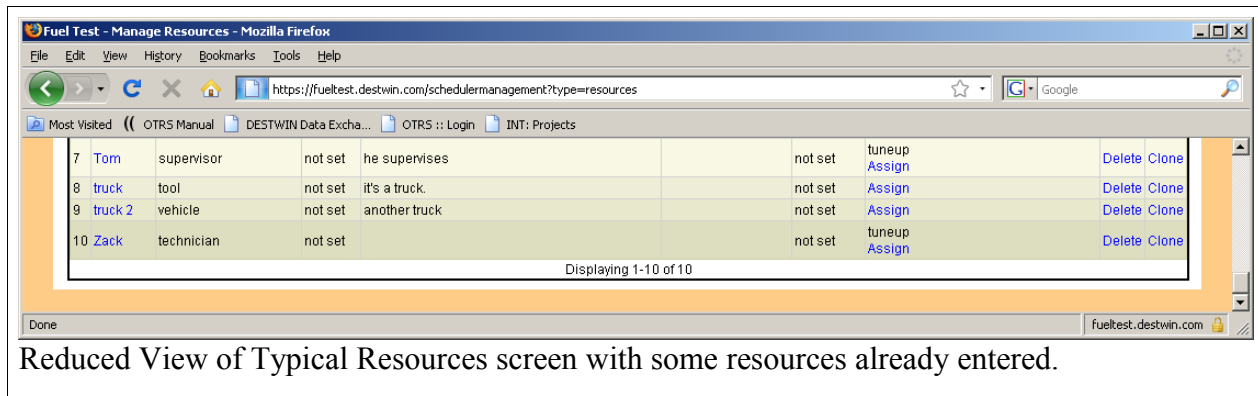 Fuel Test - Manage Resources - Mozilla Firefox
File Edit View History Bookmarks Tools Help
https://fueltest.destwin.com/schedulermanagement?type=resources G Google
Most Visited OTRS Manual DESTWIN Data Excha... OTRS :: Login INT: Projects
7 Tom supervisor not set he supervises not set tuneup Delete Clone
Assign
8 truck tool not set it's a truck. not set Assign Delete Clone
9 truck 2 vehicle not set another truck not set Assign Delete Clone
10 Zack technician not set not set tuneup Delete Clone
Assign
Displaying 1-10 of 10
Done fueltest.destwin.com
Reduced View of Typical Resources screen with some resources already entered.